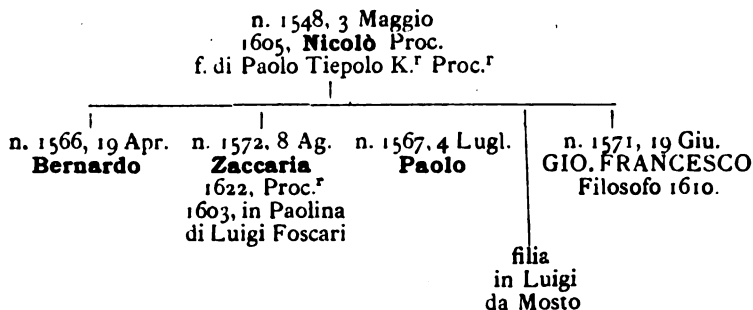 n. 1548, 3 Maggio
1605, Nicolò Proc.
f. di Paolo Tiepolo K.r Proc.r
n. 1566, 19 Apr.
Bernardo
n. 1572, 8 Ag.
Zaccaria
1622, Proc.r
1603, in Paolina
di Luigi Foscari
n. 1567, 4 Lugl.
Paolo
filia
in Luigi
da Mosto
n. 1571, 19 Giu.
GIO. FRANCESCO
Filosofo 1610.